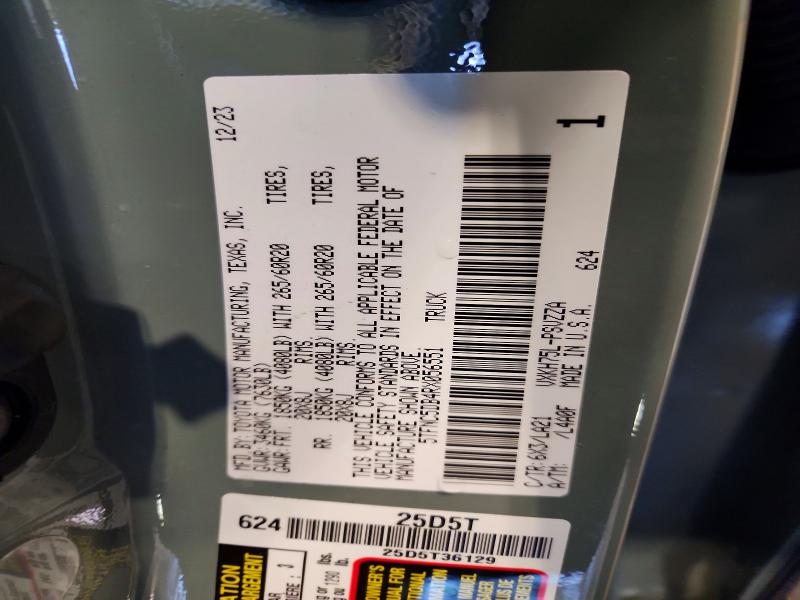 MFD. BY: TOYOTA MOTOR MANUFACTURING, TEXAS, INC. 12/23
GVWR: 3460KG (7630LB)
GAWR: FRT. 1850KG (4080LB) WITH 265/60R20 TIRES,
20X8J RIMS.
RR. 1850KG (4080LB) WITH 265/60R20 TIRES,
20X8J RIMS.
THIS VEHICLE CONFORMS TO ALL APPLICABLE FEDERAL MOTOR
VEHICLE SAFETY STANDARDS IN EFFECT ON THE DATE OF
MANUFACTURE SHOWN ABOVE.
TRUCK
C/TR: 6X3/LA21 VXKH75L-PSUZZA 624
A/TM: /L440F MADE IN U.S.A.
1
624 25D5T
25D5T36129